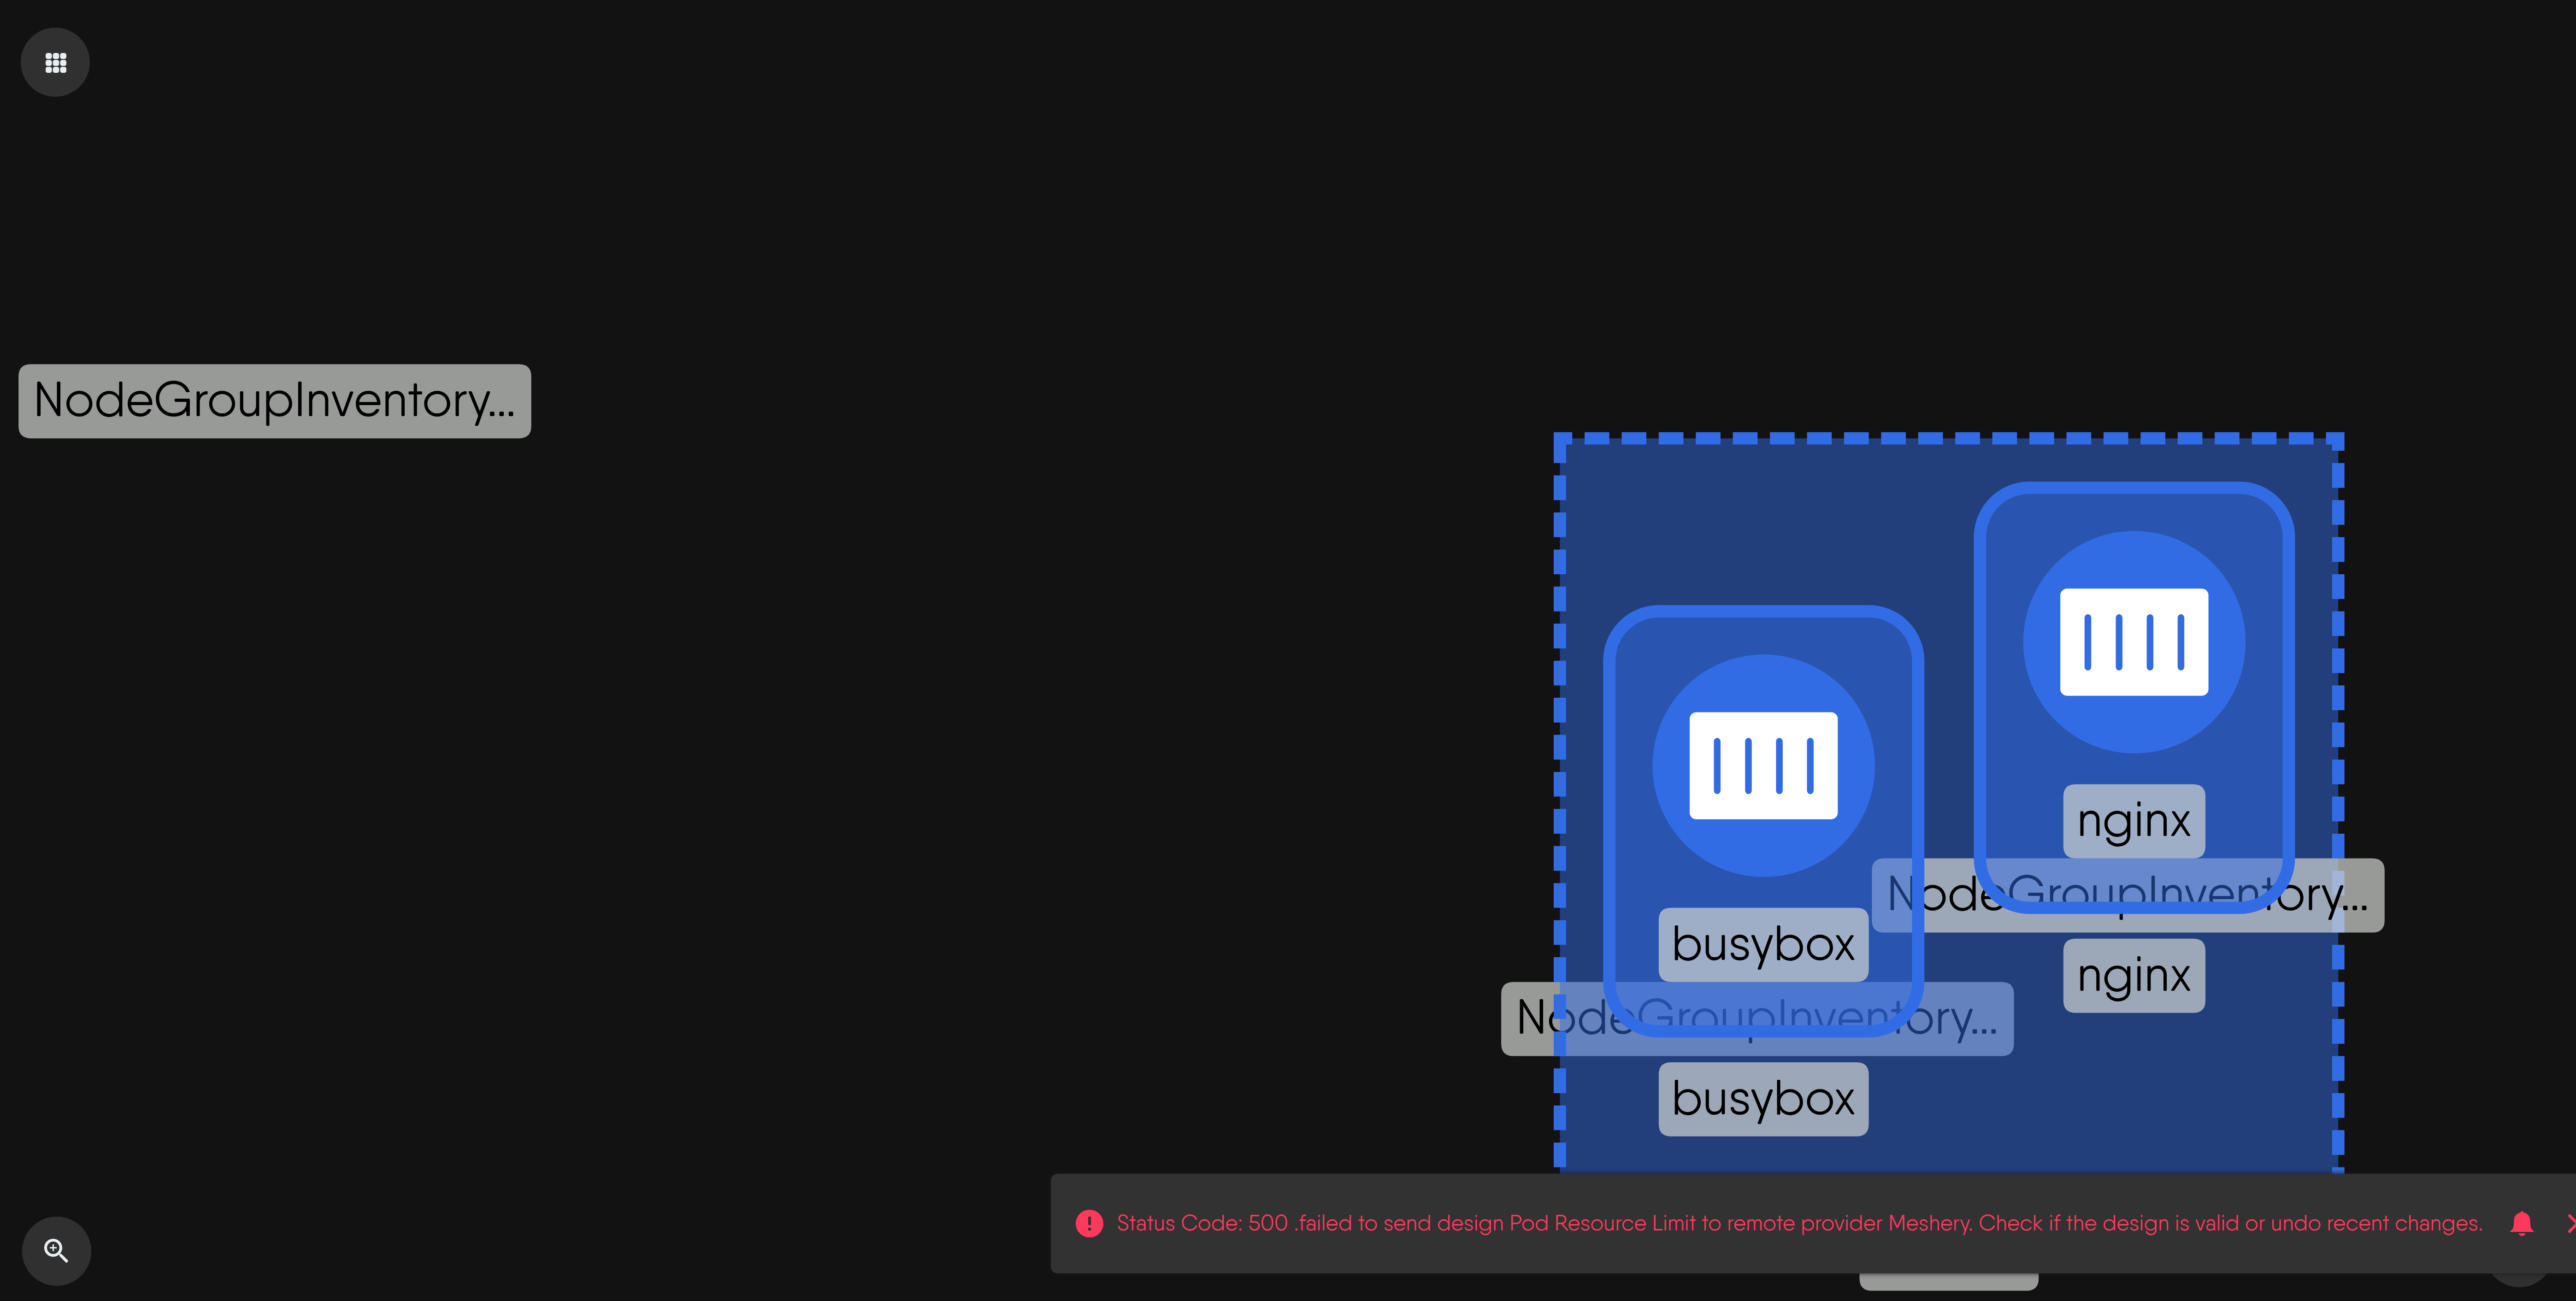 NodeGroupInventory...
nginx
NodeGroupInventory...
busybox
nginx
NodeGroupInventory...
busybox
Status Code: 500 .failed to send design Pod Resource Limit to remote provider Meshery. Check if the design is valid or undo recent changes.